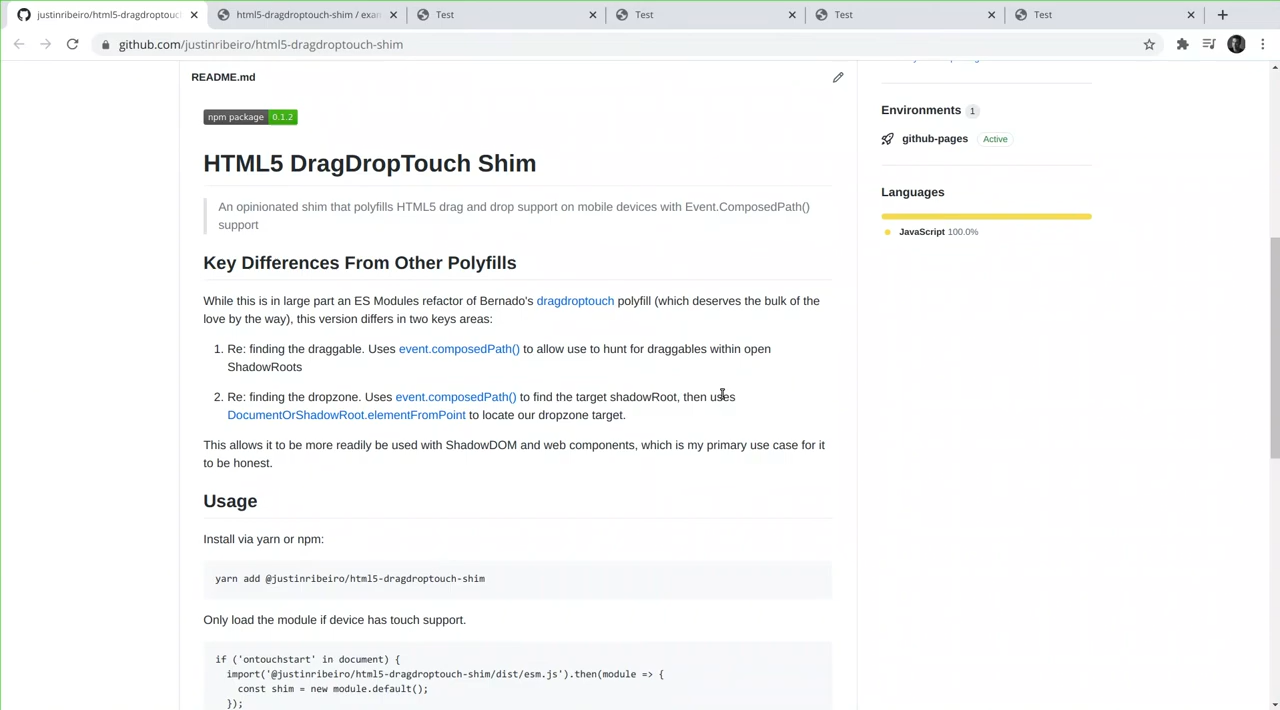 justinribeiro/html5-dragdroptouch
html5-dragdroptouch-shim / exan
Test
Test
Test
Test
github.com/justinribeiro/html5-dragdroptouch-shim
README.md
npm package 0.1.2
HTML5 DragDropTouch Shim
An opinionated shim that polyfills HTML5 drag and drop support on mobile devices with Event.ComposedPath()
support
Key Differences From Other Polyfills
While this is in large part an ES Modules refactor of Bernado's dragdroptouch polyfill (which deserves the bulk of the
love by the way), this version differs in two keys areas:
1. Re: finding the draggable. Uses event.composedPath() to allow use to hunt for draggables within open
ShadowRoots
2. Re: finding the dropzone. Uses event.composedPath() to find the target shadowRoot, then uses
DocumentOrShadowRoot.elementFromPoint to locate our dropzone target.
This allows it to be more readily be used with ShadowDOM and web components, which is my primary use case for it
to be honest.
Usage
Install via yarn or npm:
yarn add @justinribeiro/html5-dragdroptouch-shim
Only load the module if device has touch support.
if ('ontouchstart' in document) {
import('@justinribeiro/html5-dragdroptouch-shim/dist/esm.js').then(module => {
const shim = new module.default();
});
Environments 1
github-pages Active
Languages
JavaScript 100.0%